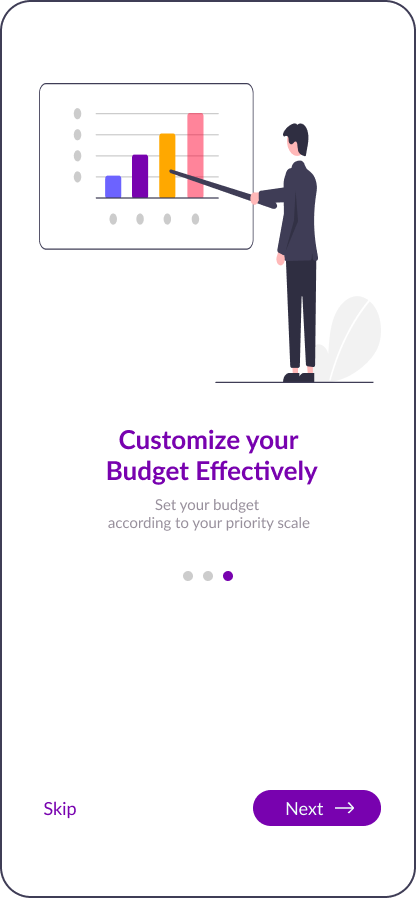 Customize your
Budget Effectively
Set your budget
according to your priority scale
Skip
Next